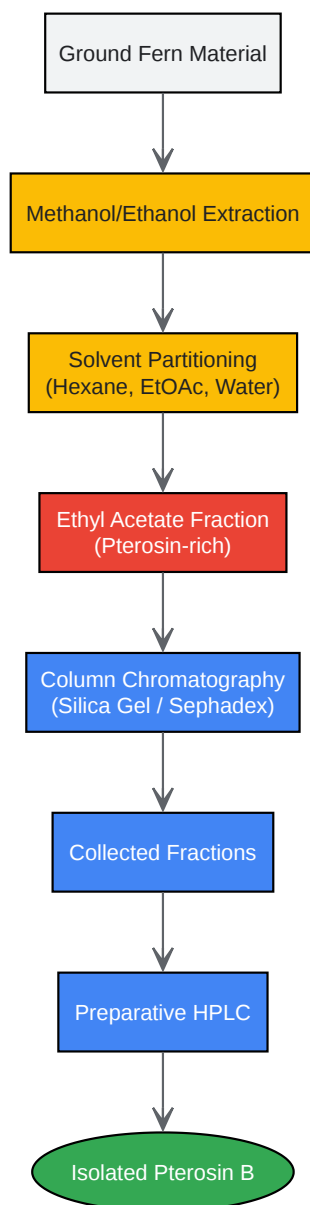 Ground Fern Material
Methanol/Ethanol Extraction
Solvent Partitioning
(Hexane, EtOAc, Water)
Ethyl Acetate Fraction
(Pterosin-rich)
Column Chromatography
(Silica Gel / Sephadex)
Collected Fractions
Preparative HPLC
Isolated Pterosin B